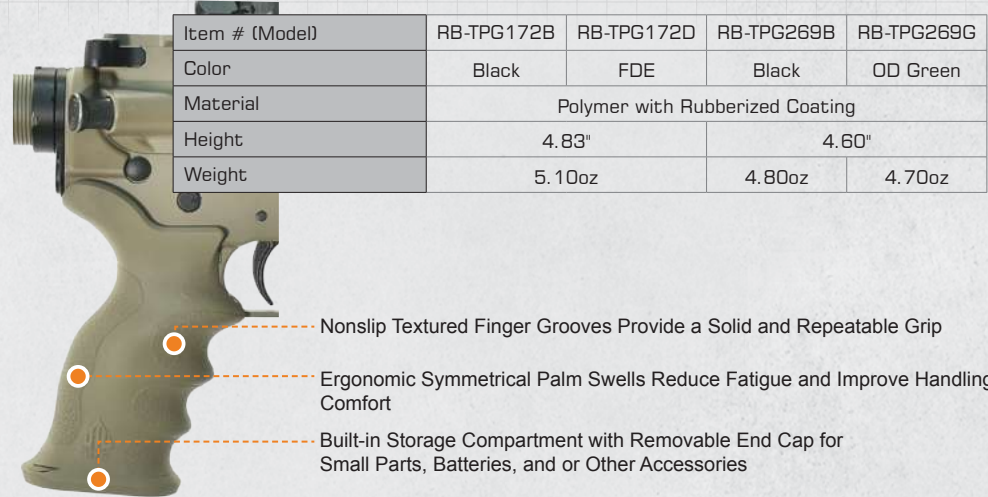 Item # (Model) RB-TPG172B RB-TPG172D RB-TPG269B RB-TPG269G
Color Black FDE Black OD Green
Material Polymer with Rubberized Coating
Height 4.83" 4.60"
Weight 5.10oz 4.80oz 4.70oz
Nonslip Textured Finger Grooves Provide a Solid and Repeatable Grip
Ergonomic Symmetrical Palm Swells Reduce Fatigue and Improve Handling
Comfort
Built-in Storage Compartment with Removable End Cap for
Small Parts, Batteries, and or Other Accessories